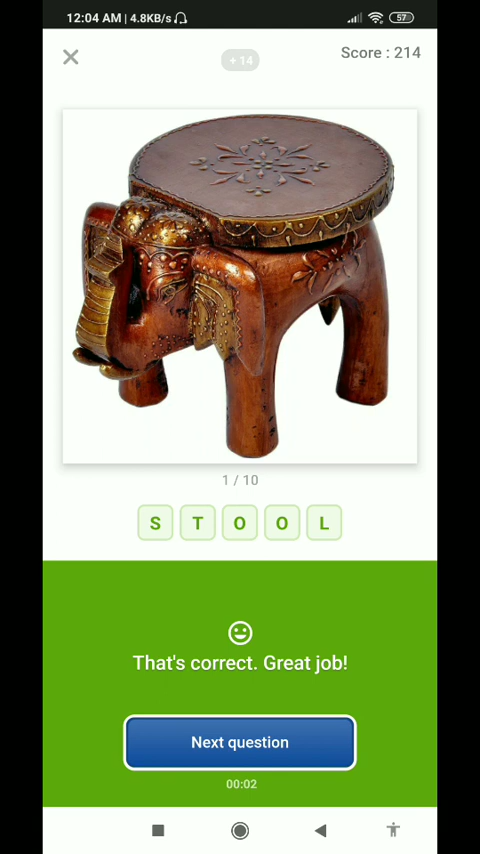 12:04 AM | 4.8KB/s
57
+ 14
Score : 214
1 / 10
S T O O L
That's correct. Great job!
Next question
00:02